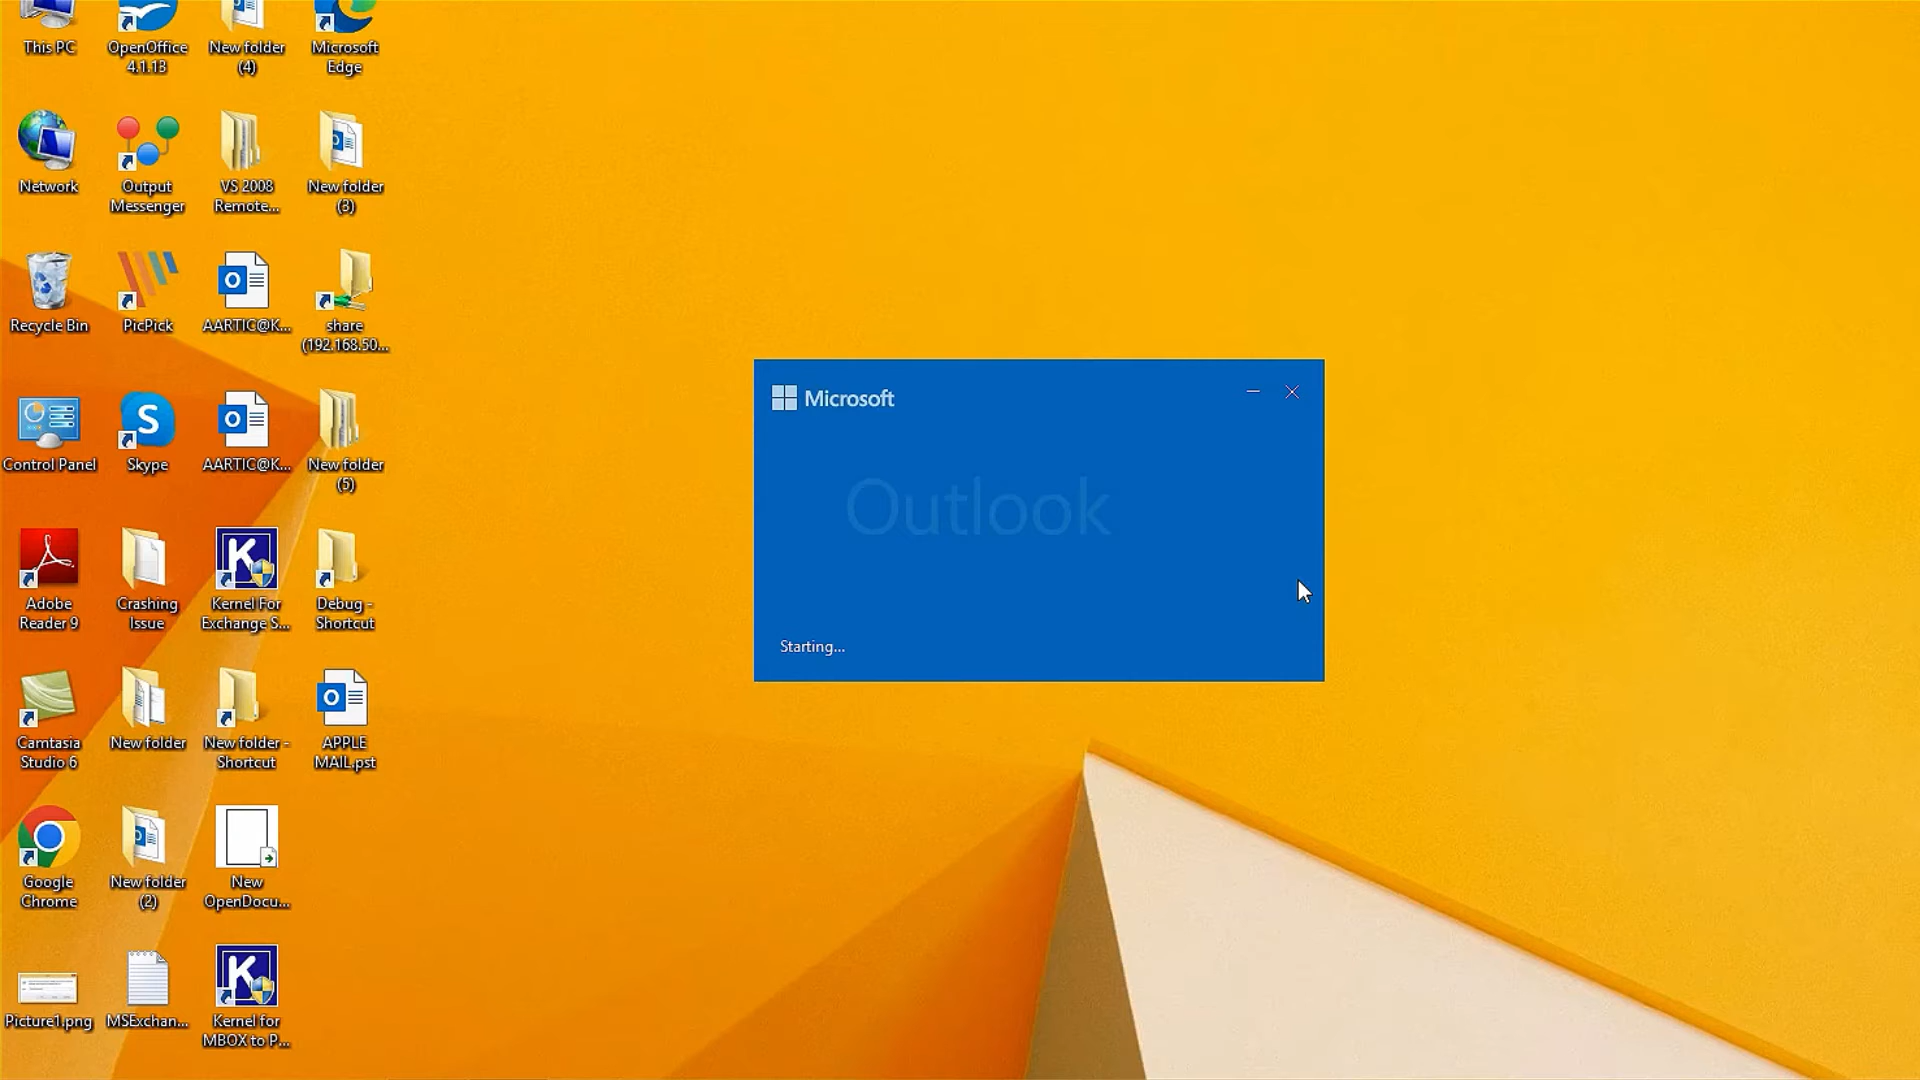 This PC
OpenOffice
4.1.13
New folder
(4)
Microsoft
Edge
Network
Output
Messenger
VS 2008
Remote...
New folder
(3)
Recycle Bin
PicPick
AARTIC@K...
share
(192.168.50...
Control Panel
Skype
AARTIC@K...
New folder
(5)
Adobe
Reader 9
Crashing
Issue
Kernel For
Exchange S...
Debug -
Shortcut
Camtasia
Studio 6
New folder
New folder -
Shortcut
APPLE
MAIL.pst
Google
Chrome
New folder
(2)
New
OpenDocu...
Picture1.png
MSExchan...
Kernel for
MBOX to P...
Microsoft
Outlook
Starting...